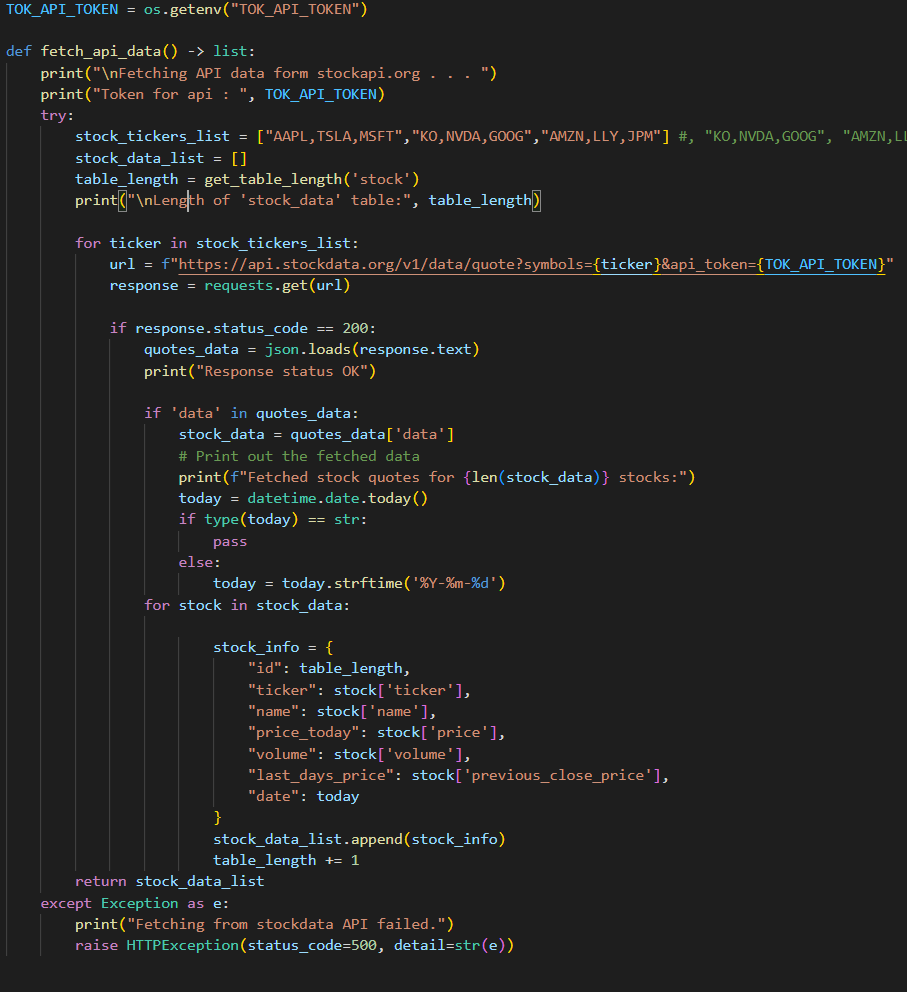 TOK_API_TOKEN = os.getenv("TOK_API_TOKEN")
def fetch_api_data() -> list:
print("\nFetching API data form stockapi.org . . . ")
print("Token for api : ", TOK_API_TOKEN)
try:
stock_tickers_list = ["AAPL,TSLA,MSFT","KO,NVDA,GOOG","AMZN,LLY,JPM"] #, "KO,NVDA,GOOG", "AMZN,LL
stock_data_list = []
table_length = get_table_length('stock')
print("\nLength of 'stock_data' table:", table_length)
for ticker in stock_tickers_list:
url = f"https://api.stockdata.org/v1/data/quote?symbols={ticker}&api_token={TOK_API_TOKEN}"
response = requests.get(url)
if response.status_code == 200:
quotes_data = json.loads(response.text)
print("Response status OK")
if 'data' in quotes_data:
stock_data = quotes_data['data']
# Print out the fetched data
print(f"Fetched stock quotes for {len(stock_data)} stocks:")
today = datetime.date.today()
if type(today) == str:
pass
else:
today = today.strftime('%Y-%m-%d')
for stock in stock_data:
stock_info = {
"id": table_length,
"ticker": stock['ticker'],
"name": stock['name'],
"price_today": stock['price'],
"volume": stock['volume'],
"last_days_price": stock['previous_close_price'],
"date": today
}
stock_data_list.append(stock_info)
table_length += 1
return stock_data_list
except Exception as e:
print("Fetching from stockdata API failed.")
raise HTTPException(status_code=500, detail=str(e))